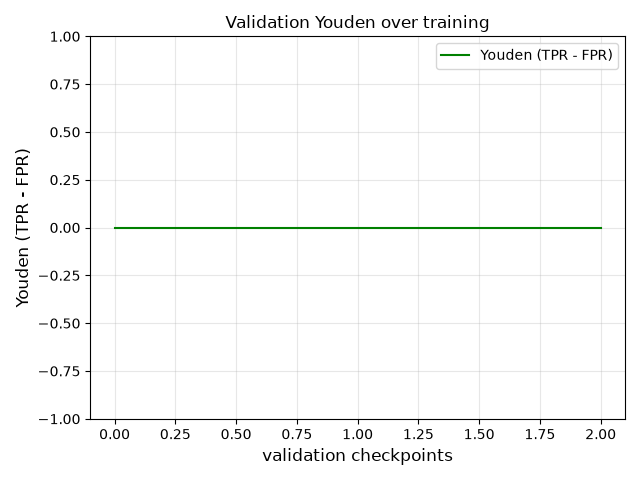 Validation Youden over training
Youden (TPR - FPR)
1.00
0.75
0.50
0.25
0.00
−0.25
−0.50
−0.75
−1.00
Youden (TPR - FPR)
0.00 0.25 0.50 0.75 1.00 1.25 1.50 1.75 2.00
validation checkpoints